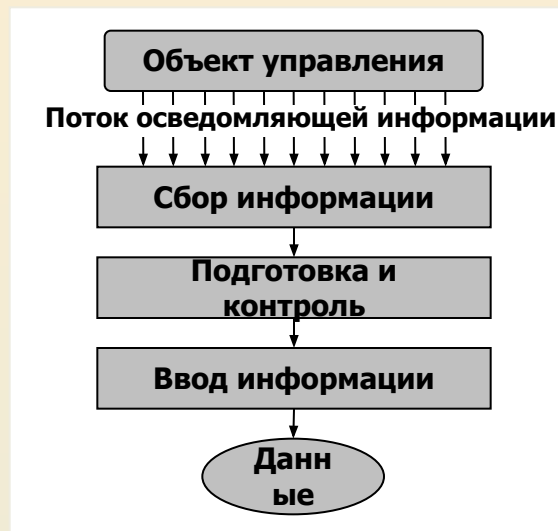 Объект управления
Поток осведомляющей информации
Сбор информации
Подготовка и
контроль
Ввод информации
Данн
ые